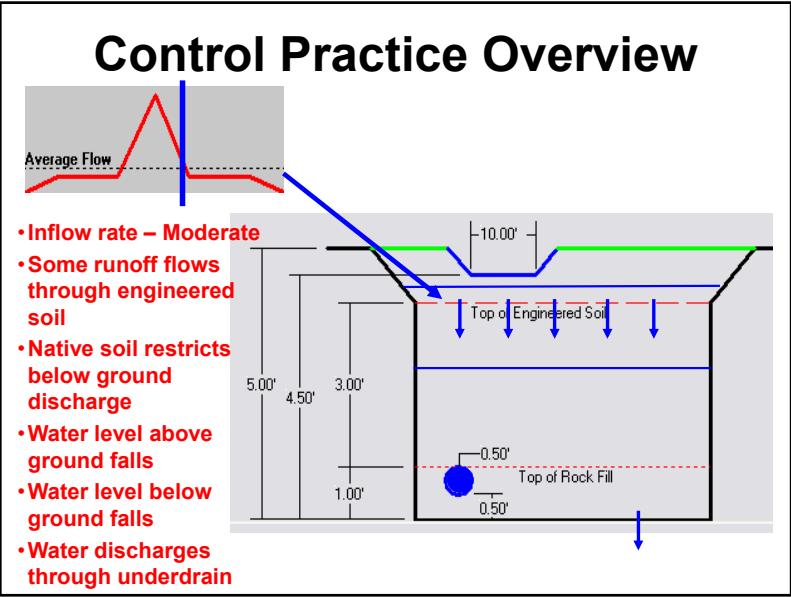 Control Practice Overview
Average Flow
•Inflow rate – Moderate
•Some runoff flows
through engineered
soil
•Native soil restricts
below ground
discharge
•Water level above
ground falls
•Water level below
ground falls
•Water discharges
through underdrain
10.00'
Top of Engineered Soil
5.00'
4.50'
3.00'
0.50'
Top of Rock Fill
1.00'
0.50'